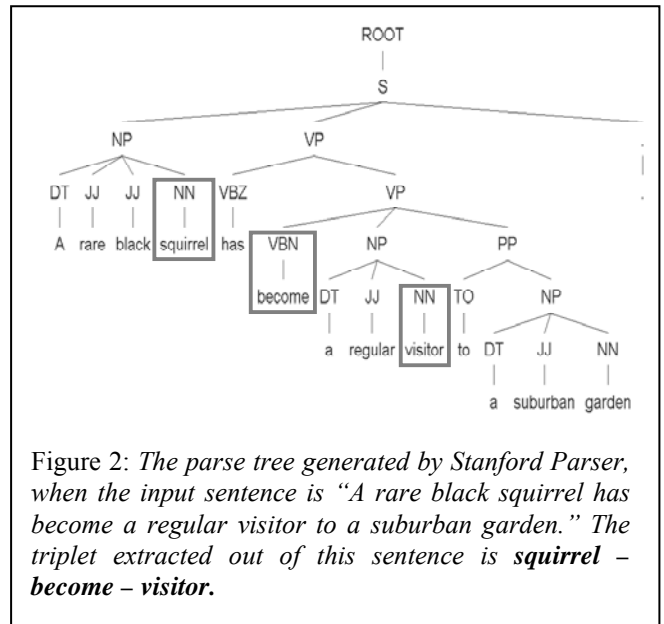 ROOT
S
NP VP .
DT JJ JJ NN VBZ VP .
A rare black squirrel has VBN NP PP
become DT JJ NN TO NP
a regular visitor to DT JJ NN
a suburban garden
Figure 2: The parse tree generated by Stanford Parser,
when the input sentence is “A rare black squirrel has
become a regular visitor to a suburban garden.” The
triplet extracted out of this sentence is squirrel –
become – visitor.